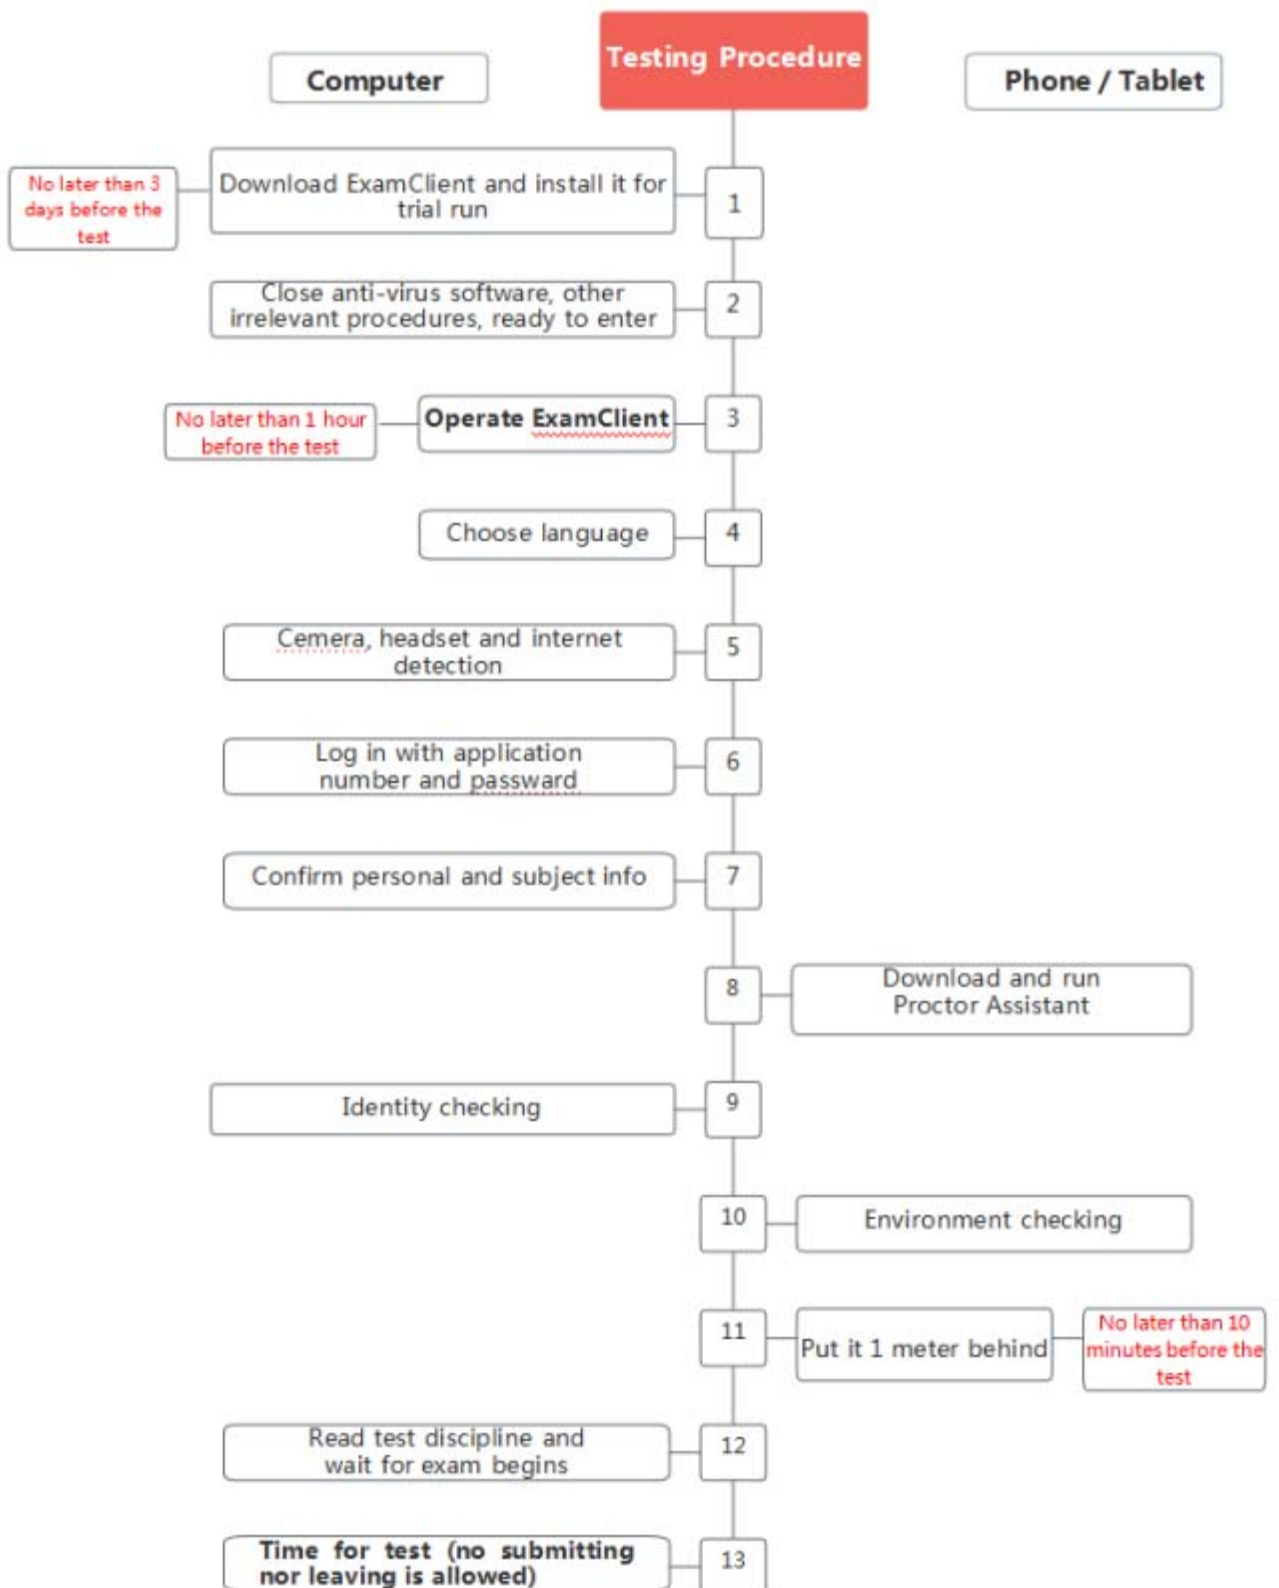 Testing Procedure
Computer
Phone / Tablet
No later than 3
days before the
test
Download ExamClient and install it for
trial run
1
Close anti-virus software, other
irrelevant procedures, ready to enter
2
No later than 1 hour
before the test
Operate ExamClient
3
Choose language
4
Cemera, headset and internet
detection
5
Log in with application
number and passward
6
Confirm personal and subject info
7
8
Download and run
Proctor Assistant
Identity checking
9
10
Environment checking
11
Put it 1 meter behind
No later than 10
minutes before the
test
Read test discipline and
wait for exam begins
12
Time for test (no submitting
nor leaving is allowed)
13